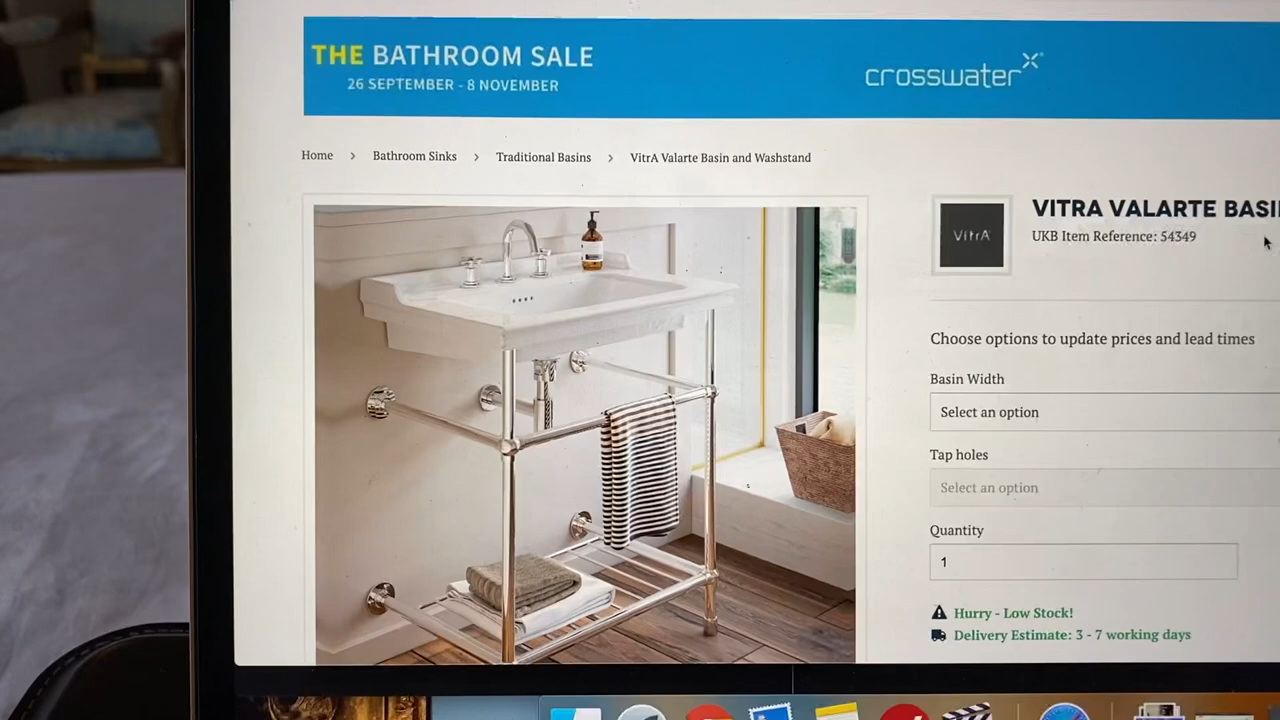 THE BATHROOM SALE
26 SEPTEMBER - 8 NOVEMBER
crosswater
Home > Bathroom Sinks > Traditional Basins > VitrA Valarte Basin and Washstand
VitrA
VITRA VALARTE
UKB Item Reference: 54349
Choose options to update prices and lead times
Basin Width
Select an option
Tap holes
Select an option
Quantity
1
Hurry - Low Stock!
Delivery Estimate: 3 - 7 working days